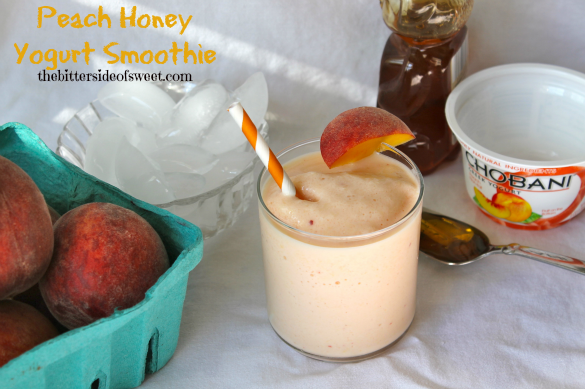 Peach Honey
Yogurt Smoothie
thebittersideofsweet.com
CHOBANI